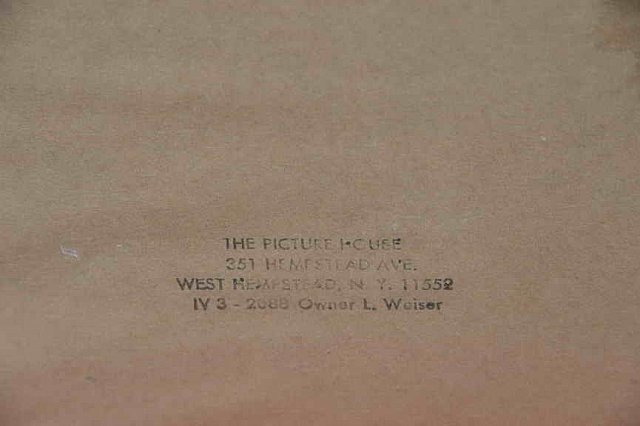 THE PICTURE HOUSE
351 HEMPSTEAD AVE.
WEST HEMPSTEAD, N. Y. 11552
IV 3 - 2088 Owner L. Weiser